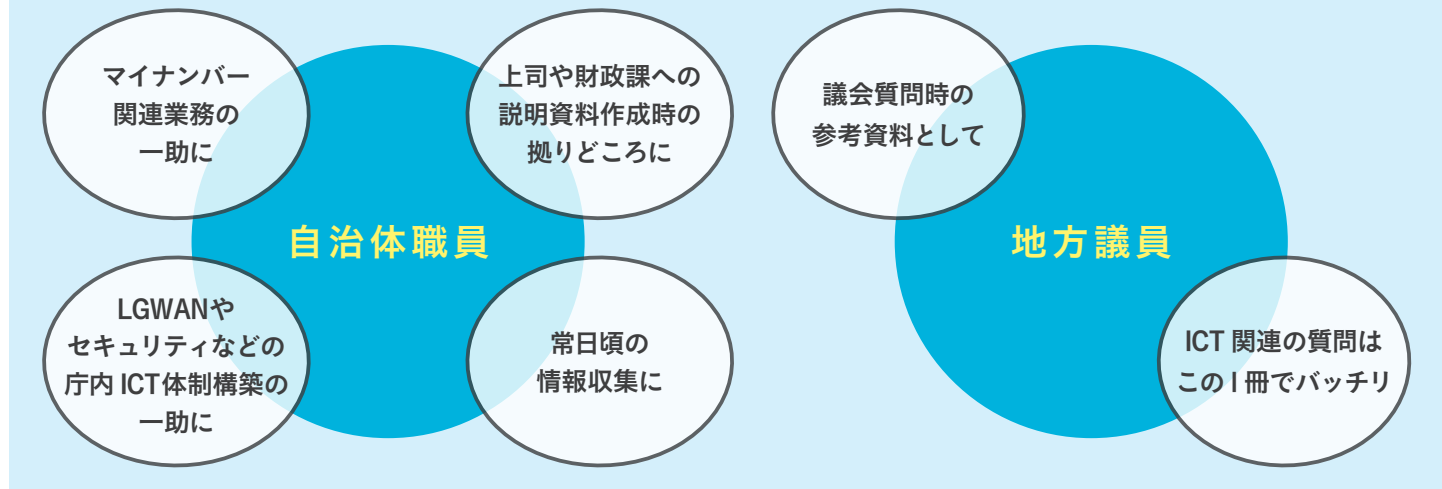 マイナンバー
関連業務の
一助に
上司や財政課への
説明資料作成時の
拠りどころに
自治体職員
LGWANや
セキュリティなどの
庁内 ICT体制構築の
一助に
常日頃の
情報収集に
議会質問時の
参考資料として
地方議員
ICT 関連の質問は
この1冊でバッチリ